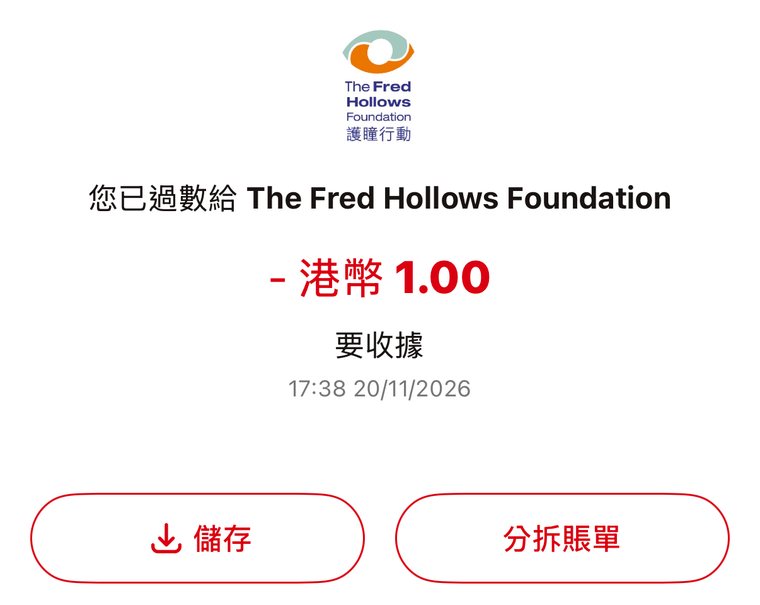 The Fred
Hollows
Foundation
護瞳行動
您已過數給 The Fred Hollows Foundation
- 港幣 1.00
要收據
17:38 20/11/2026
儲存
分拆賬單